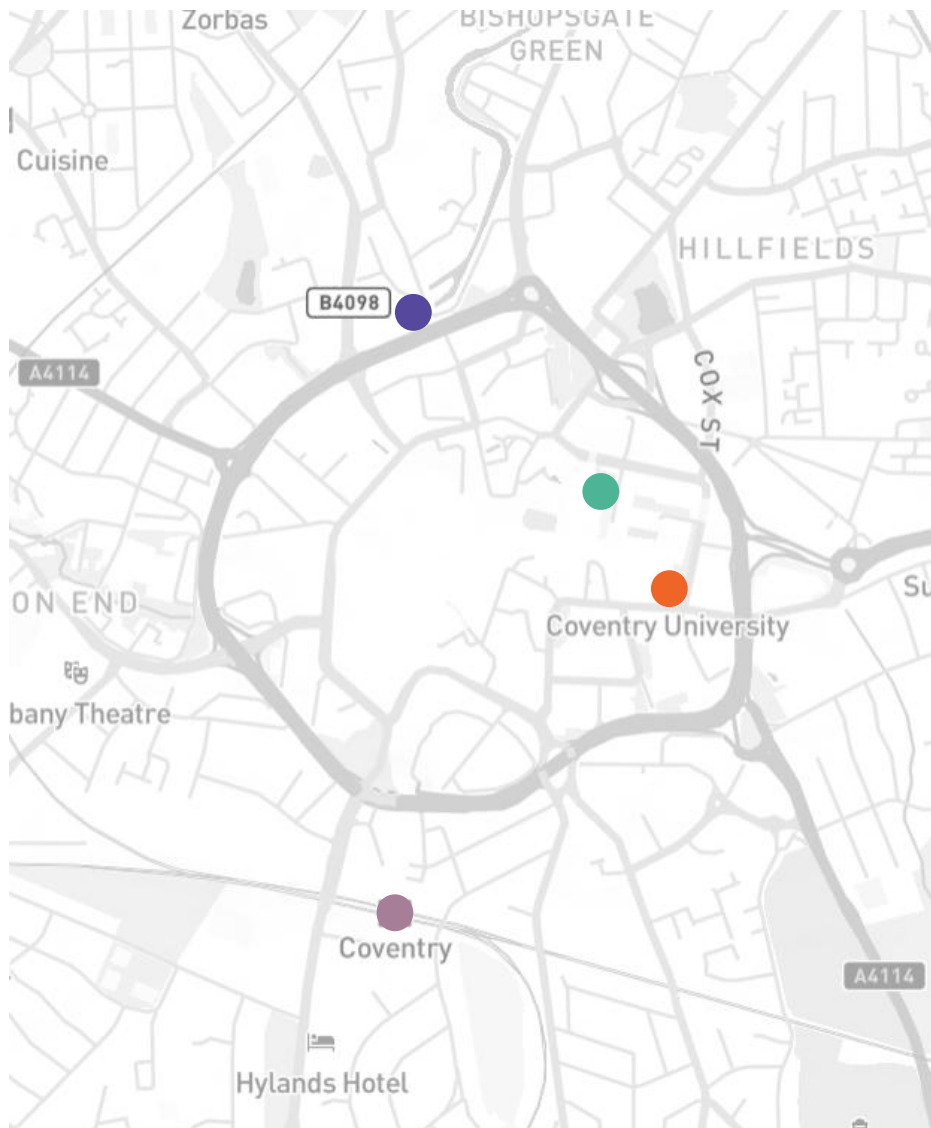 Zorbas
BISHOPSGATE
GREEN
Cuisine
HILLFIELDS
B4098
A4114
COX ST
ON END
Su
Coventry University
bany Theatre
Coventry
A4114
Hylands Hotel